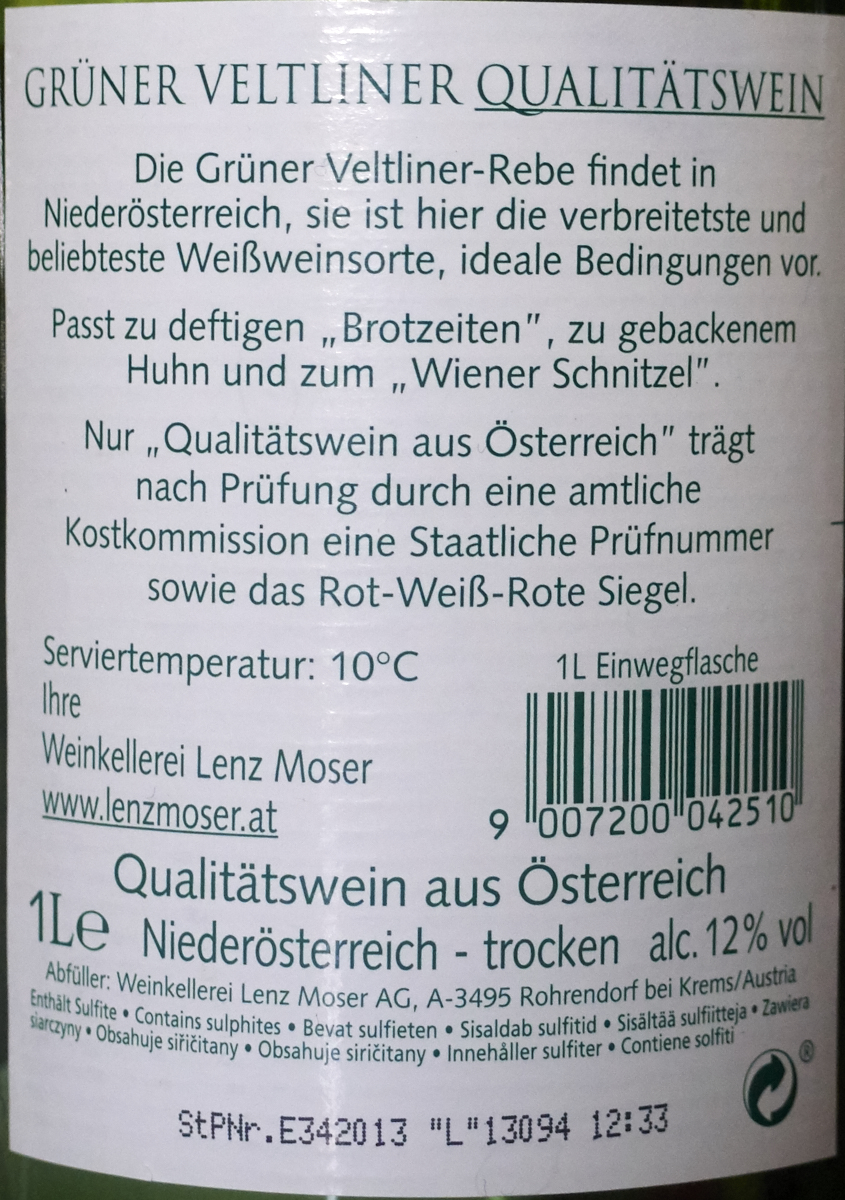 GRÜNER VELTLINER QUALITÄTSWEIN
Die Grüner Veltliner-Rebe findet in
Niederösterreich, sie ist hier die verbreitetste und
beliebteste Weißweinsorte, ideale Bedingungen vor.
Passt zu deftigen „Brotzeiten", zu gebackenem
Huhn und zum „Wiener Schnitzel".
Nur „Qualitätswein aus Österreich" trägt
nach Prüfung durch eine amtliche
Kostkommission eine Staatliche Prüfnummer
sowie das Rot-Weiß-Rote Siegel.
Serviertemperatur: 10°C
Ihre
Weinkellerei Lenz Moser
www.lenzmoser.at
1L Einwegflasche
9 007200 042510
Qualitätswein aus Österreich
1Le Niederösterreich - trocken alc. 12% vol
Abfüller: Weinkellerei Lenz Moser AG, A-3495 Rohrendorf bei Krems/Austria
Enthält Sulfite • Contains sulphites • Bevat sulfieten • Sisaldab sulfitid • Sisältää sulfiitteja • Zawiera
siarczyny • Obsahuje siřičitany • Obsahuje siričitany • Innehåller sulfiter • Contiene solfiti
®
StPNr.E342013 "L"13094 12:33